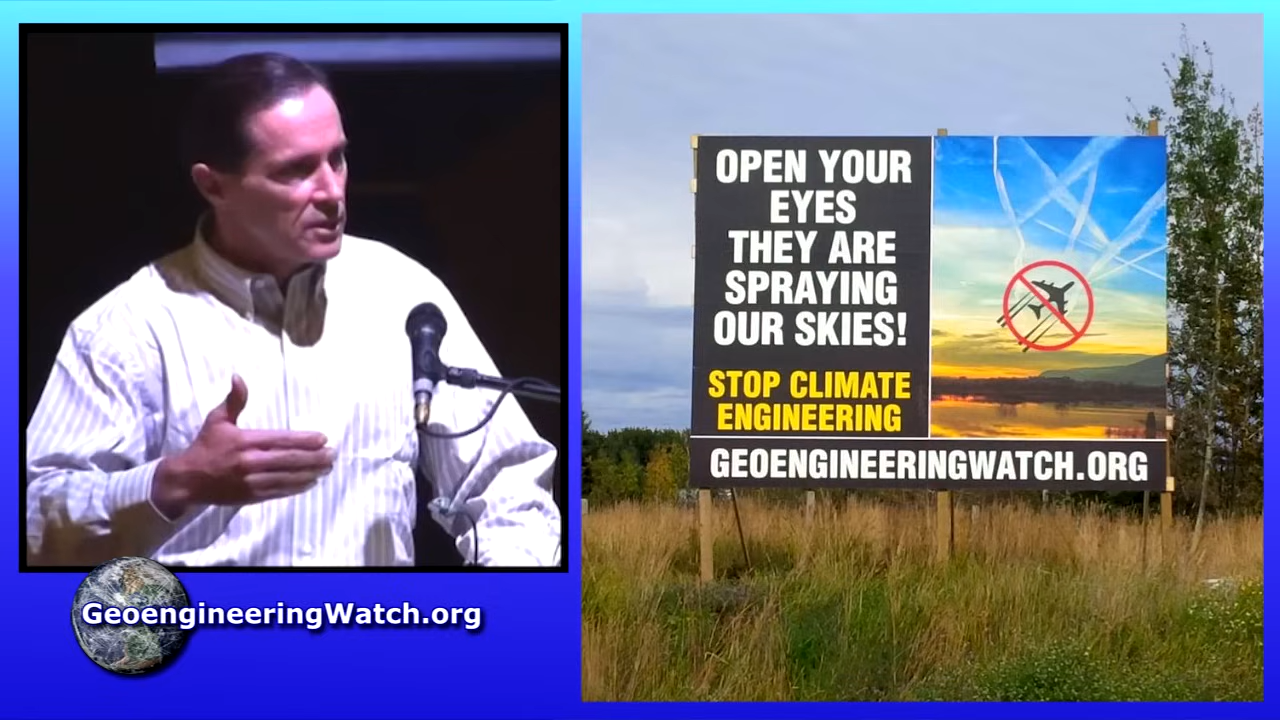 GeoengineeringWatch.org
OPEN YOUR
EYES
THEY ARE
SPRAYING
OUR SKIES!
STOP CLIMATE
ENGINEERING
GEOENGINEERINGWATCH.ORG